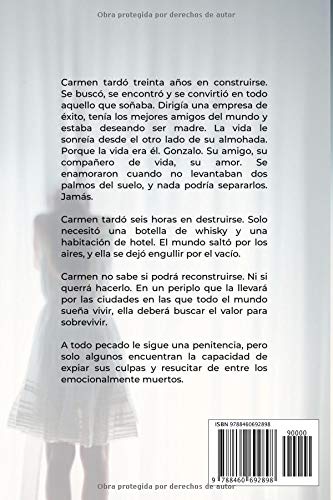 Obra protegida por derechos de autor
Carmen tardó treinta años en construirse.
Se buscó, se encontró y se convirtió en todo
aquello que soñaba. Dirigía una empresa de
éxito, tenía los mejores amigos del mundo y
estaba deseando ser madre. La vida le
sonreía desde el otro lado de su almohada.
Porque la vida era él. Gonzalo. Su amigo, su
compañero de vida, su amor. Se
enamoraron cuando no levantaban dos
palmos del suelo, y nada podría separarlos.
Jamás.
Carmen tardó seis horas en destruirse. Solo
necesitó una botella de whisky y una
habitación de hotel. El mundo saltó por los
aires, y ella se dejó engullir por el vacío.
Carmen no sabe si podrá reconstruirse. Ni si
querrá hacerlo. En un periplo que la llevará
por las ciudades en las que todo el mundo
sueña vivir, ella deberá buscar el valor para
sobrevivir.
A todo pecado le sigue una penitencia, pero
solo algunos encuentran la capacidad de
expiar sus culpas y resucitar de entre los
emocionalmente muertos.
ISBN 9788460692898
90000
9 788460 692898
Obra protegida por derechos de autor